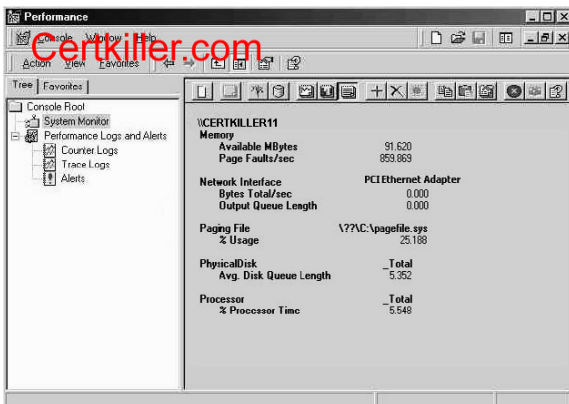 Performance
Console Window Help
Certkiller.com
Action View Favorites
Tree Favorites
Console Root
System Monitor
Performance Logs and Alerts
Counter Logs
Trace Logs
Alerts
\\CERTKILLER11
Memory
Available MBytes 91.620
Page Faults/sec 859.869
Network Interface PCI Ethernet Adapter
Bytes Total/sec 0.000
Output Queue Length 0.000
Paging File \??\C:\pagefile.sys
% Usage 25.188
PhysicalDisk _Total
Avg. Disk Queue Length 5.352
Processor _Total
% Processor Time 5.548